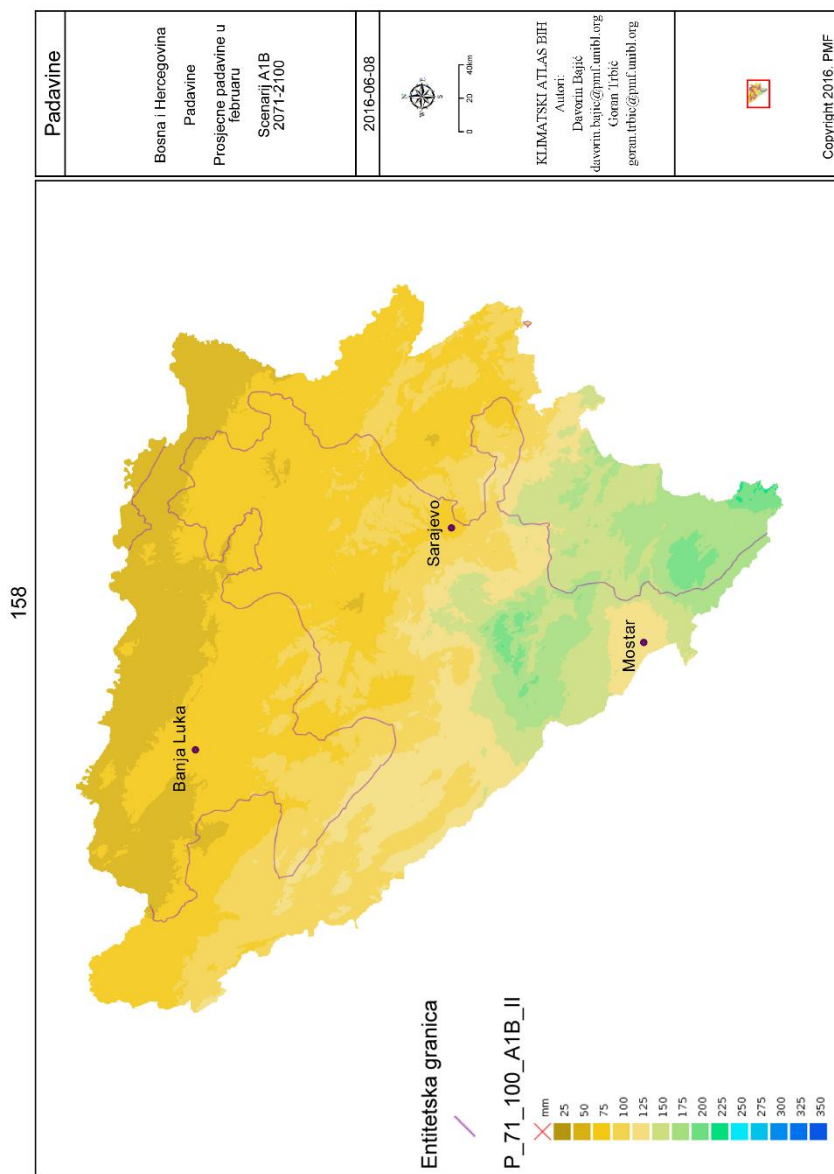 158
Padavine
Bosna i Hercegovina
Padavine
Prosjecne padavine u
februaru
Scenarij A1B
2071-2100
2016-06-08
N
W
E
S
0 20 40km
KLIMATSKI ATLAS BIH
Autori:
Davorin Bajić
davorin.bajic@pmf.unibl.org
Goran Trbić
goran.trbic@pmf.unibl.org
Copyright 2016. PMF
Banja Luka
Sarajevo
Mostar
Entitetska granica
P_71_100_A1B_II
mm
25
50
75
100
125
150
175
200
225
250
275
300
325
350